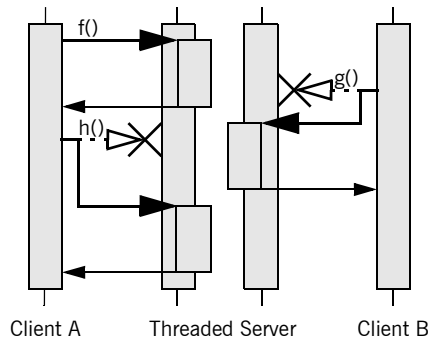 f()
g()
h()
Client A Threaded Server Client B